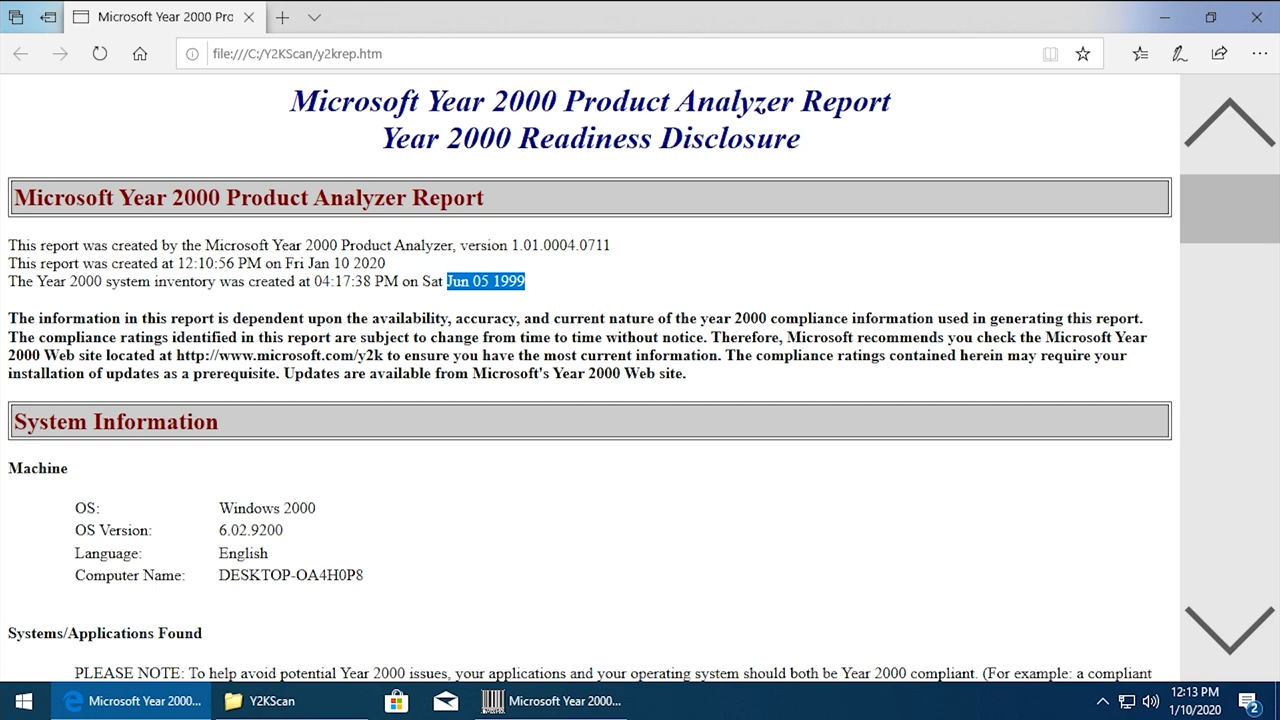 Microsoft Year 2000 Pro
file:///C:/Y2KScan/y2krep.htm
Microsoft Year 2000 Product Analyzer Report
Year 2000 Readiness Disclosure
Microsoft Year 2000 Product Analyzer Report
This report was created by the Microsoft Year 2000 Product Analyzer, version 1.01.0004.0711
This report was created at 12:10:56 PM on Fri Jan 10 2020
The Year 2000 system inventory was created at 04:17:38 PM on Sat Jun 05 1999
The information in this report is dependent upon the availability, accuracy, and current nature of the year 2000 compliance information used in generating this report.
The compliance ratings identified in this report are subject to change from time to time without notice. Therefore, Microsoft recommends you check the Microsoft Year
2000 Web site located at http://www.microsoft.com/y2k to ensure you have the most current information. The compliance ratings contained herein may require your
installation of updates as a prerequisite. Updates are available from Microsoft's Year 2000 Web site.
System Information
Machine
OS: Windows 2000
OS Version: 6.02.9200
Language: English
Computer Name: DESKTOP-OA4H0P8
Systems/Applications Found
PLEASE NOTE: To help avoid potential Year 2000 issues, your applications and your operating system should both be Year 2000 compliant. (For example: a compliant
Microsoft Year 2000... Y2KScan Microsoft Year 2000... 12:13 PM
1/10/2020 2